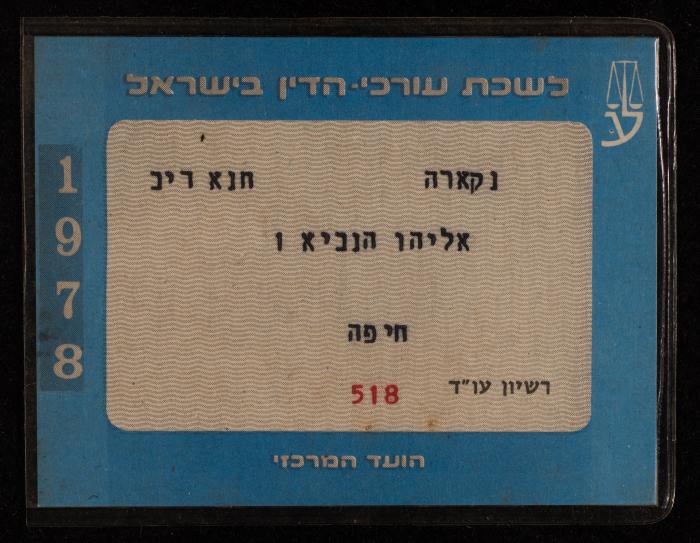 לשכת עורכי-הדין בישראל
נקארה חנא דיב
אליהו הנביא 1
חיפה
רשיון עו"ד 518
הועד המרכזי
1978